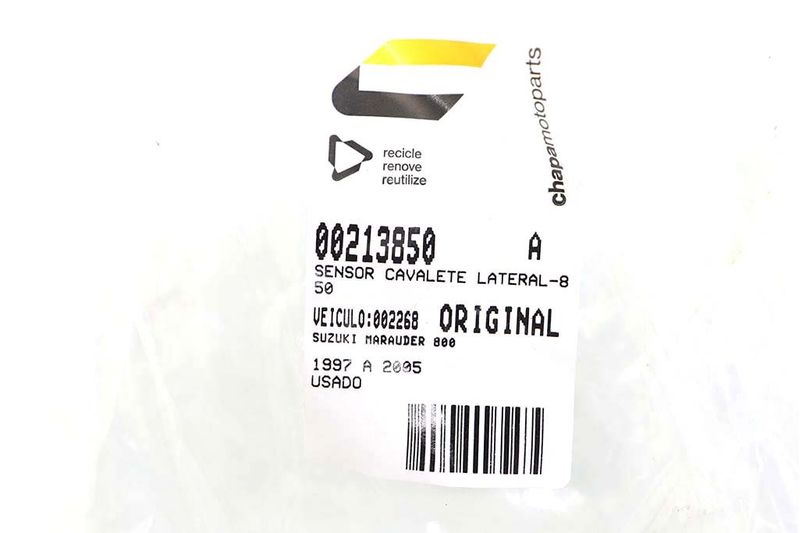 chapamotoparts
recicle
renove
reutilize
00213850 A
SENSOR CAVALETE LATERAL-8
50
VEICULO:002268 ORIGINAL
SUZUKI MARAUDER 800
1997 A 2005
USADO